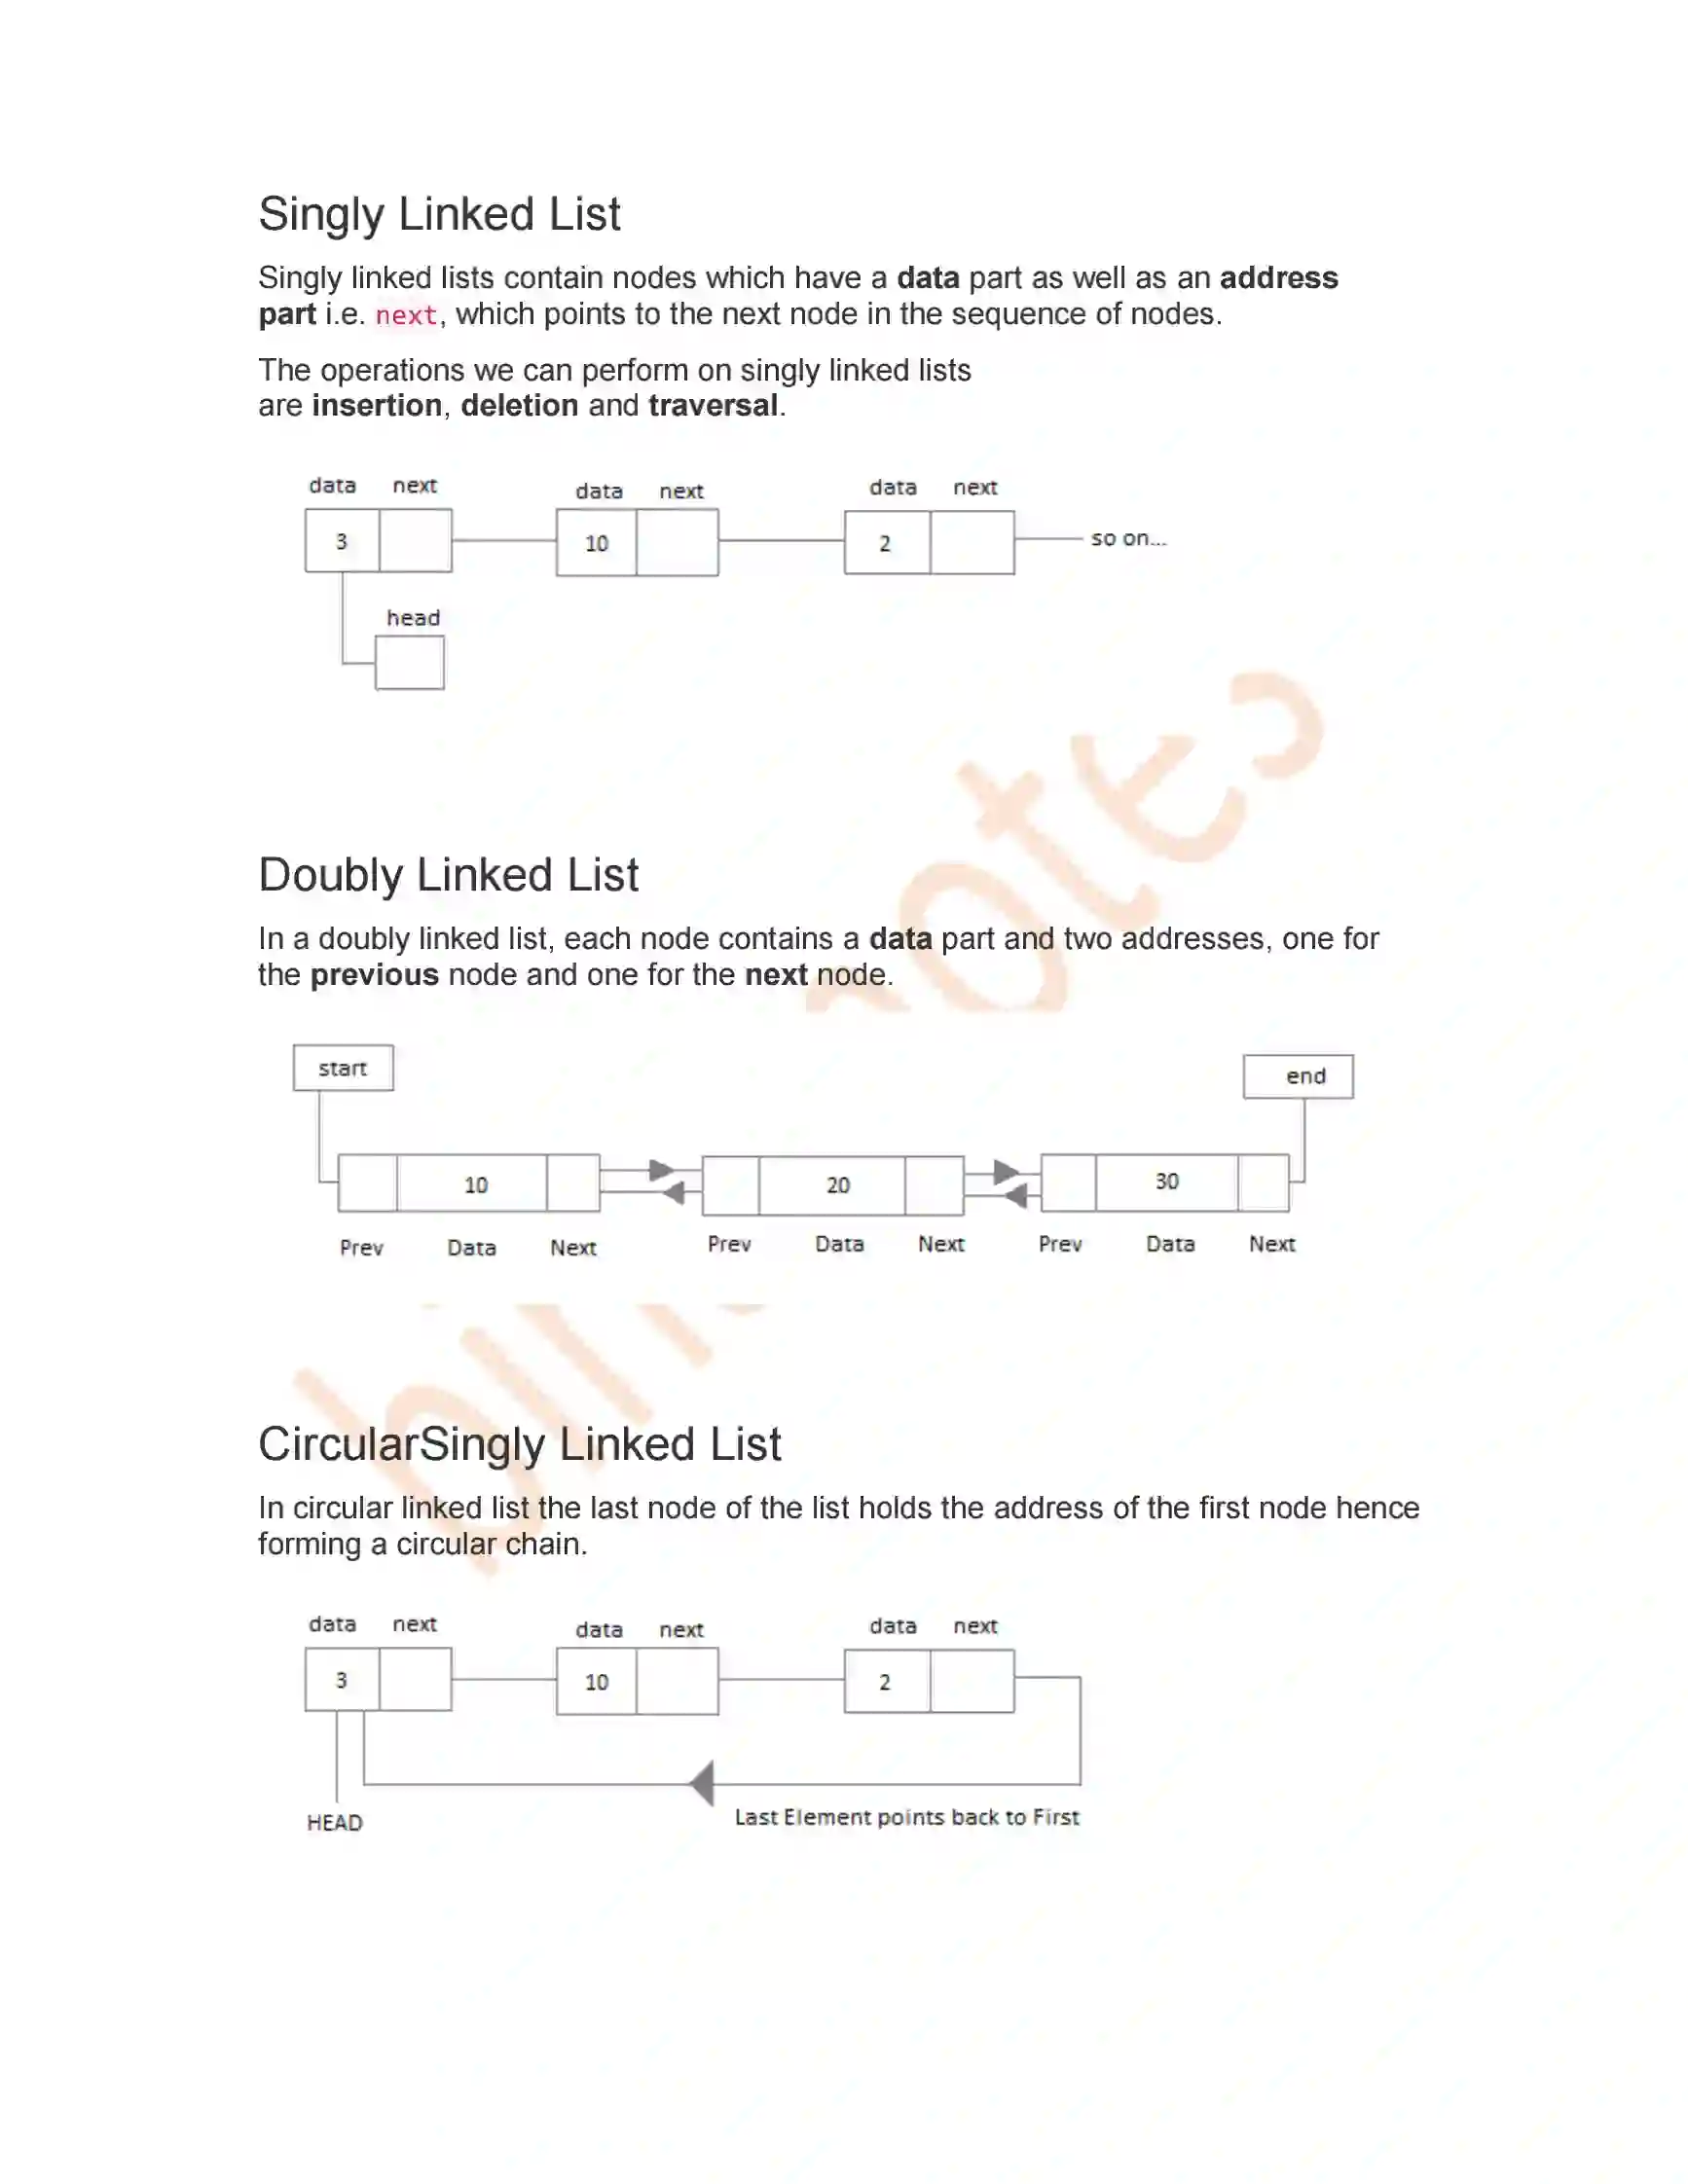 Singly Linked List
Singly linked lists contain nodes which have a data part as well as an address
part i.e. next, which points to the next node in the sequence of nodes.
The operations we can perform on singly linked lists
are insertion, deletion and traversal.
data next data next data next
3 10 2 so on...
head
Doubly Linked List
In a doubly linked list, each node contains a data part and two addresses, one for
the previous node and one for the next node.
start end
10 20 30
Prev Data Next Prev Data Next Prev Data Next
CircularSingly Linked List
In circular linked list the last node of the list holds the address of the first node hence
forming a circular chain.
data next data next data next
3 10 2
HEAD Last Element points back to First